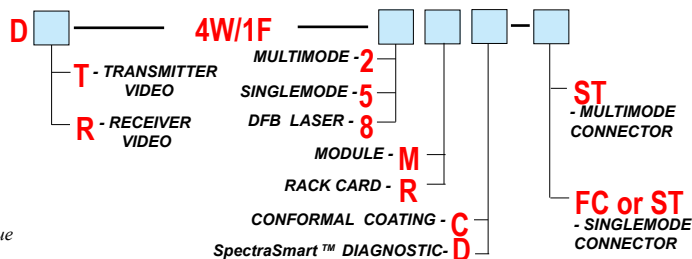 D 4W/1F
T - TRANSMITTER
VIDEO
R - RECEIVER
VIDEO
MULTIMODE - 2
SINGLEMODE - 5
DFB LASER - 8
MODULE - M
RACK CARD - R
CONFORMAL COATING - C
SpectraSmart ™ DIAGNOSTIC- D
ST
- MULTIMODE
CONNECTOR
FC or ST
- SINGLEMODE
CONNECTOR